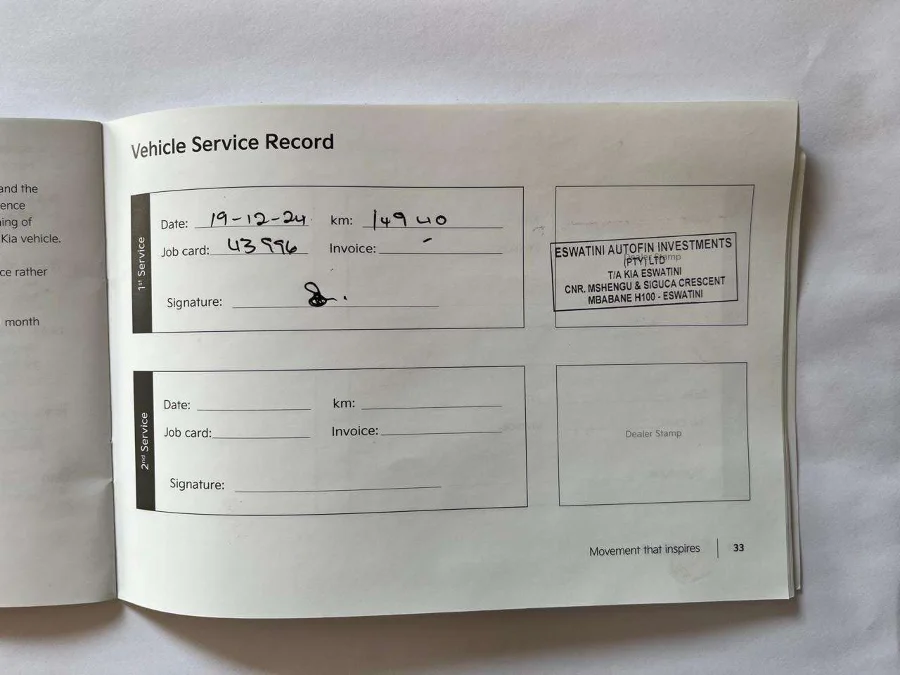 and the
ence
ing of
Kia vehicle.
ce rather
month
Vehicle Service Record
1st Service
Date: 19-12-24 km: 14940
Job card: 43996 Invoice: -
Signature:
ESWATINI AUTOFIN INVESTMENTS
(PTY) LTD
Dealer Stamp
T/A KIA ESWATINI
CNR. MSHENGU & SIGUCA CRESCENT
MBABANE H100 - ESWATINI
2nd Service
Date: km:
Job card: Invoice:
Signature:
Dealer Stamp
Movement that inspires 33